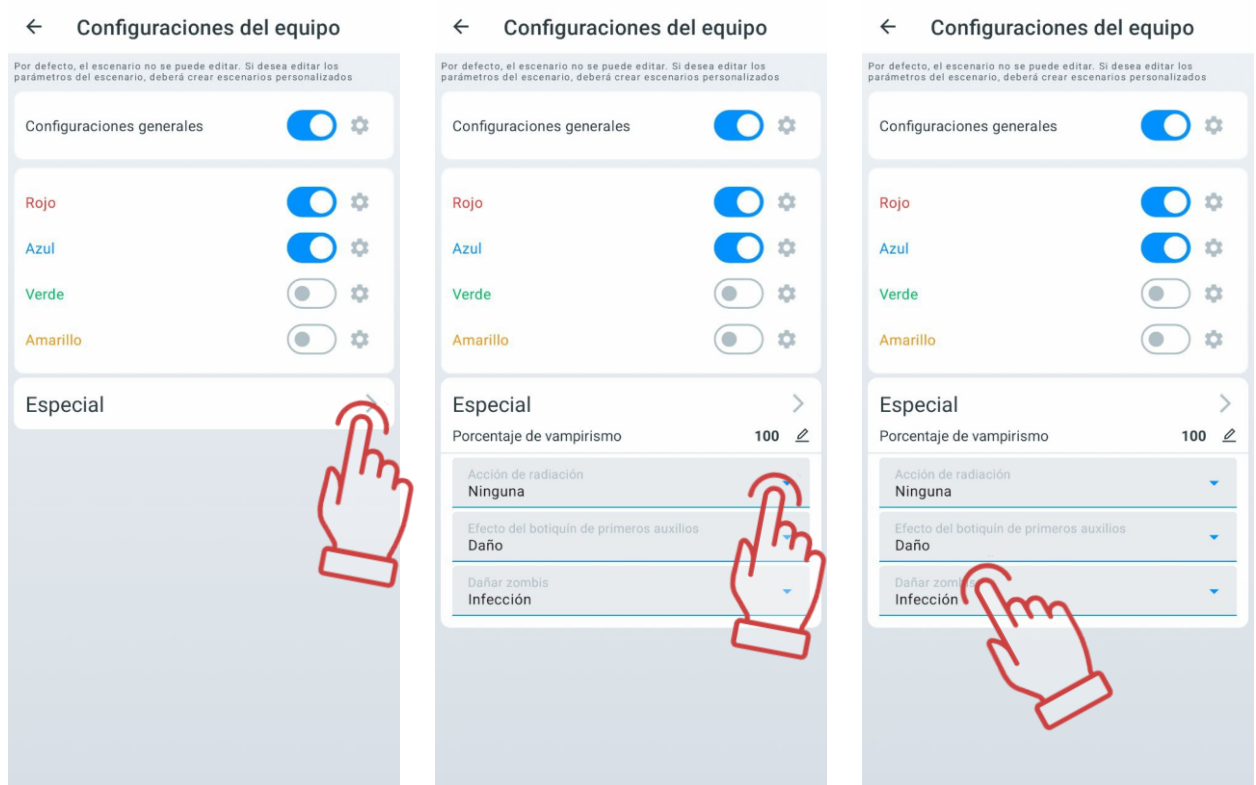 Configuraciones del equipo
Por defecto, el escenario no se puede editar. Si desea editar los
parámetros del escenario, deberá crear escenarios personalizados
Configuraciones generales
Rojo
Azul
Verde
Amarillo
Especial
Configuraciones del equipo
Por defecto, el escenario no se puede editar. Si desea editar los
parámetros del escenario, deberá crear escenarios personalizados
Configuraciones generales
Rojo
Azul
Verde
Amarillo
Especial
Porcentaje de vampirismo 100
Acción de radiación
Ninguna
Efecto del botiquín de primeros auxilios
Daño
Dañar zombis
Infección
Configuraciones del equipo
Por defecto, el escenario no se puede editar. Si desea editar los
parámetros del escenario, deberá crear escenarios personalizados
Configuraciones generales
Rojo
Azul
Verde
Amarillo
Especial
Porcentaje de vampirismo 100
Acción de radiación
Ninguna
Efecto del botiquín de primeros auxilios
Daño
Dañar zombis
Infección